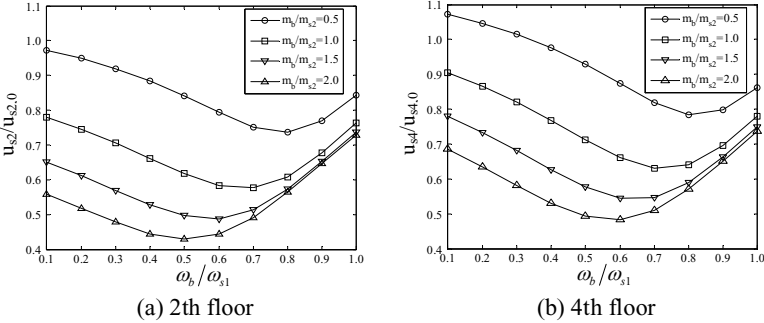 1.1
1.0
0.9
0.8
0.7
0.6
0.5
0.4
u_s2/u_s2.0
m_b/m_s2=0.5
m_b/m_s2=1.0
m_b/m_s2=1.5
m_b/m_s2=2.0
0.1 0.2 0.3 0.4 0.5 0.6 0.7 0.8 0.9 1.0
ω_b/ω_s1
(a) 2th floor
1.1
1.0
0.9
0.8
0.7
0.6
0.5
0.4
u_s4/u_s4.0
m_b/m_s2=0.5
m_b/m_s2=1.0
m_b/m_s2=1.5
m_b/m_s2=2.0
0.1 0.2 0.3 0.4 0.5 0.6 0.7 0.8 0.9 1.0
ω_b/ω_s1
(b) 4th floor